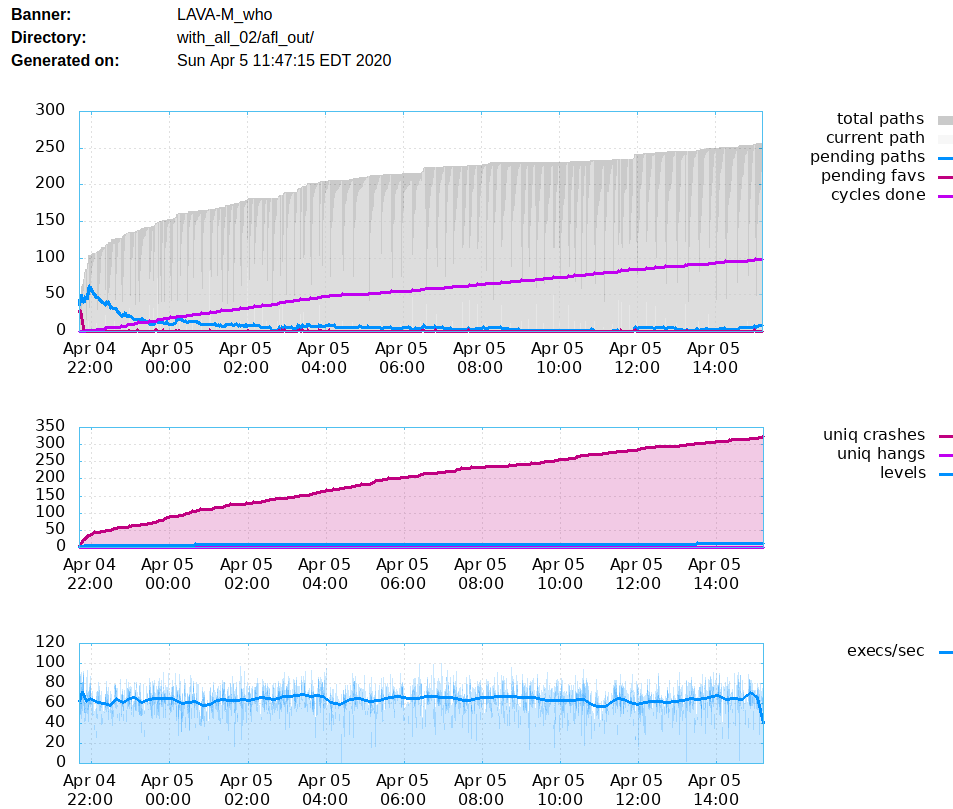 Banner: LAVA-M_who
Directory: with_all_02/afl_out/
Generated on: Sun Apr 5 11:47:15 EDT 2020
300
250
200
150
100
50
0
Apr 04 Apr 05 Apr 05 Apr 05 Apr 05 Apr 05 Apr 05 Apr 05 Apr 05
22:00 00:00 02:00 04:00 06:00 08:00 10:00 12:00 14:00
total paths
current path
pending paths
pending favs
cycles done
350
300
250
200
150
100
50
0
Apr 04 Apr 05 Apr 05 Apr 05 Apr 05 Apr 05 Apr 05 Apr 05 Apr 05
22:00 00:00 02:00 04:00 06:00 08:00 10:00 12:00 14:00
uniq crashes
uniq hangs
levels
120
100
80
60
40
20
0
Apr 04 Apr 05 Apr 05 Apr 05 Apr 05 Apr 05 Apr 05 Apr 05 Apr 05
22:00 00:00 02:00 04:00 06:00 08:00 10:00 12:00 14:00
execs/sec